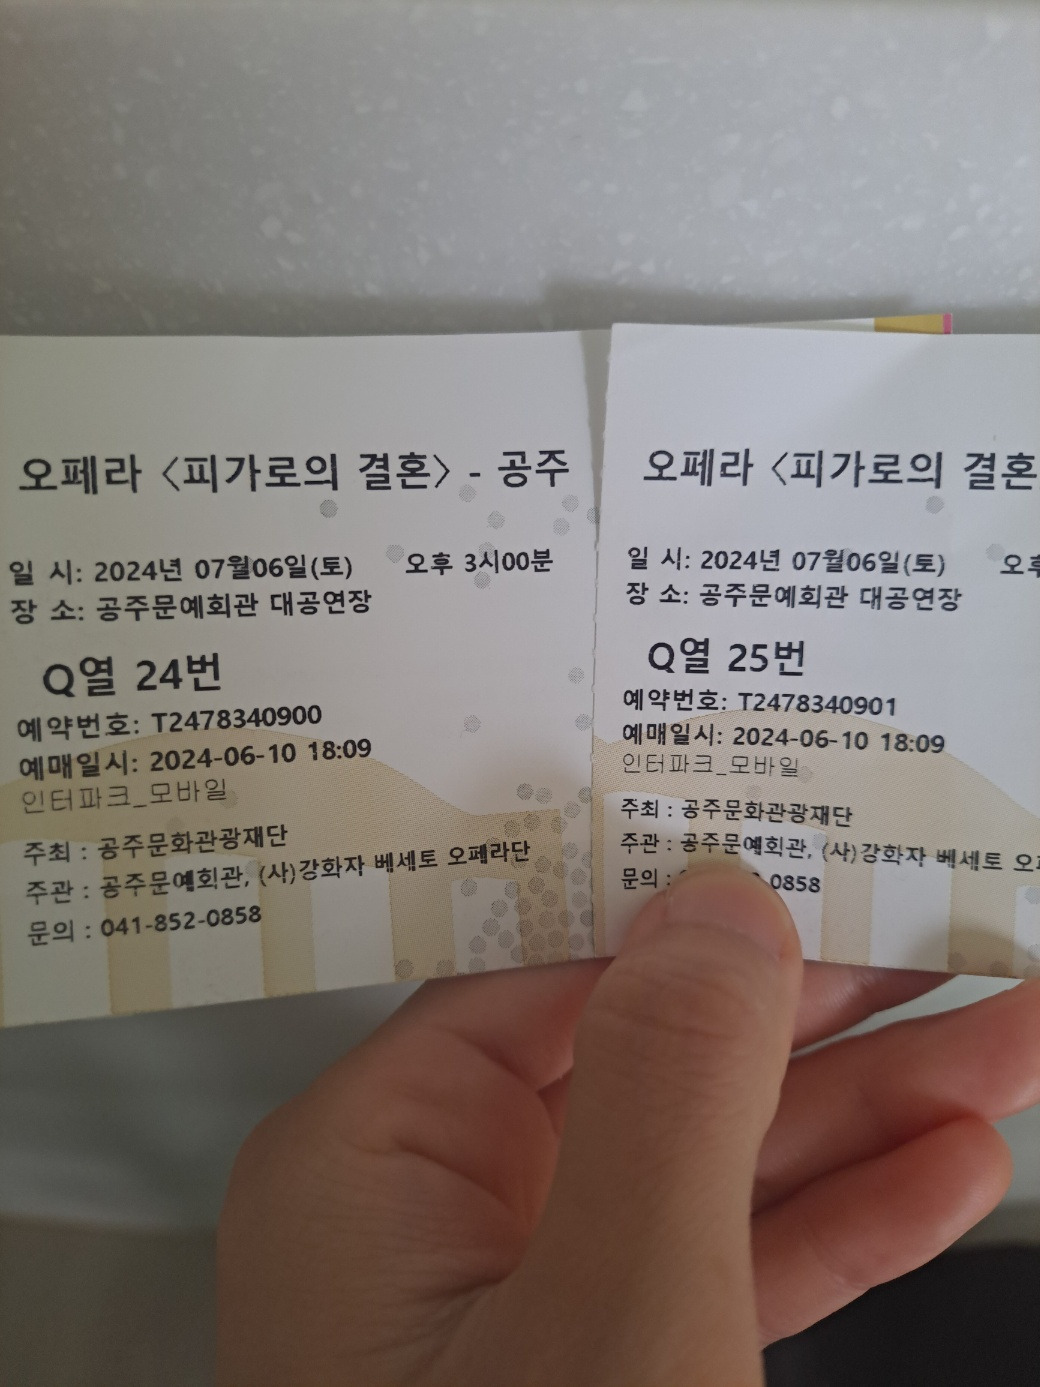 오페라 〈피가로의 결혼〉 - 공주
일 시: 2024년 07월06일(토) 오후 3시00분
장 소: 공주문예회관 대공연장
Q열 24번
예약번호: T2478340900
예매일시: 2024-06-10 18:09
인터파크_모바일
주최 : 공주문화관광재단
주관 : 공주문예회관, (사)강화자 베세토 오페라단
문의 : 041-852-0858
오페라 〈피가로의 결혼
일 시: 2024년 07월06일(토)
장 소: 공주문예회관 대공연장
Q열 25번
예약번호: T2478340901
예매일시: 2024-06-10 18:09
인터파크_모바일
주최 : 공주문화관광재단
주관 : 공주문예회관, (사)강화자 베세토
문의 : 0858